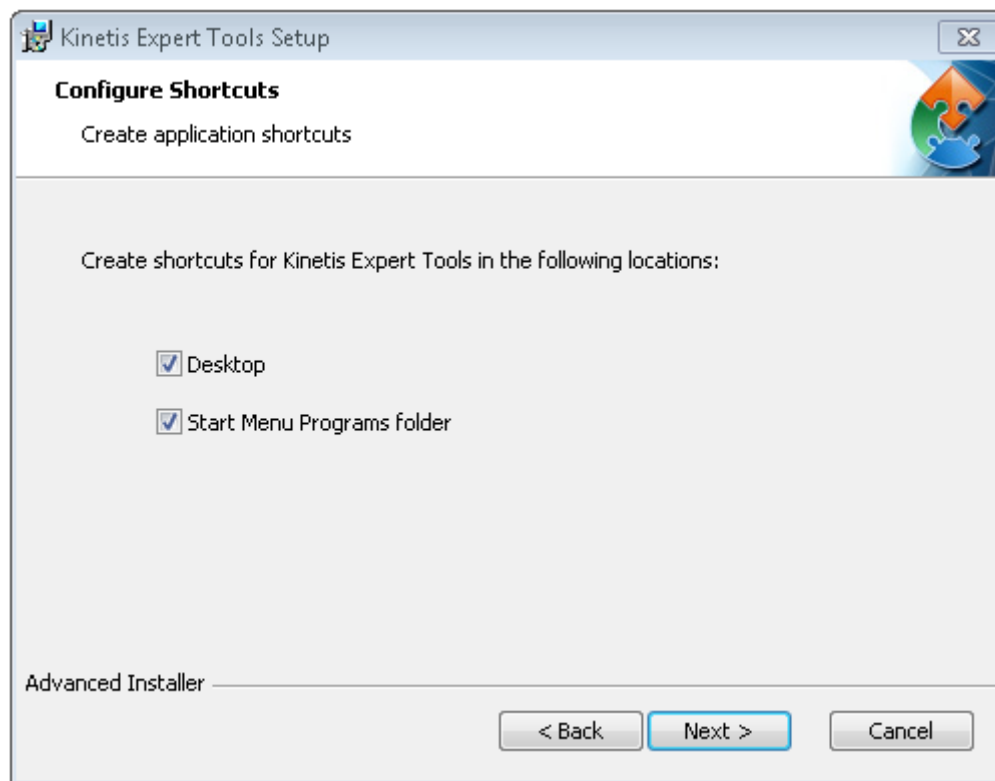 Kinetis Expert Tools Setup
Configure Shortcuts
Create application shortcuts
Create shortcuts for Kinetis Expert Tools in the following locations:
Desktop
Start Menu Programs folder
Advanced Installer
< Back Next > Cancel